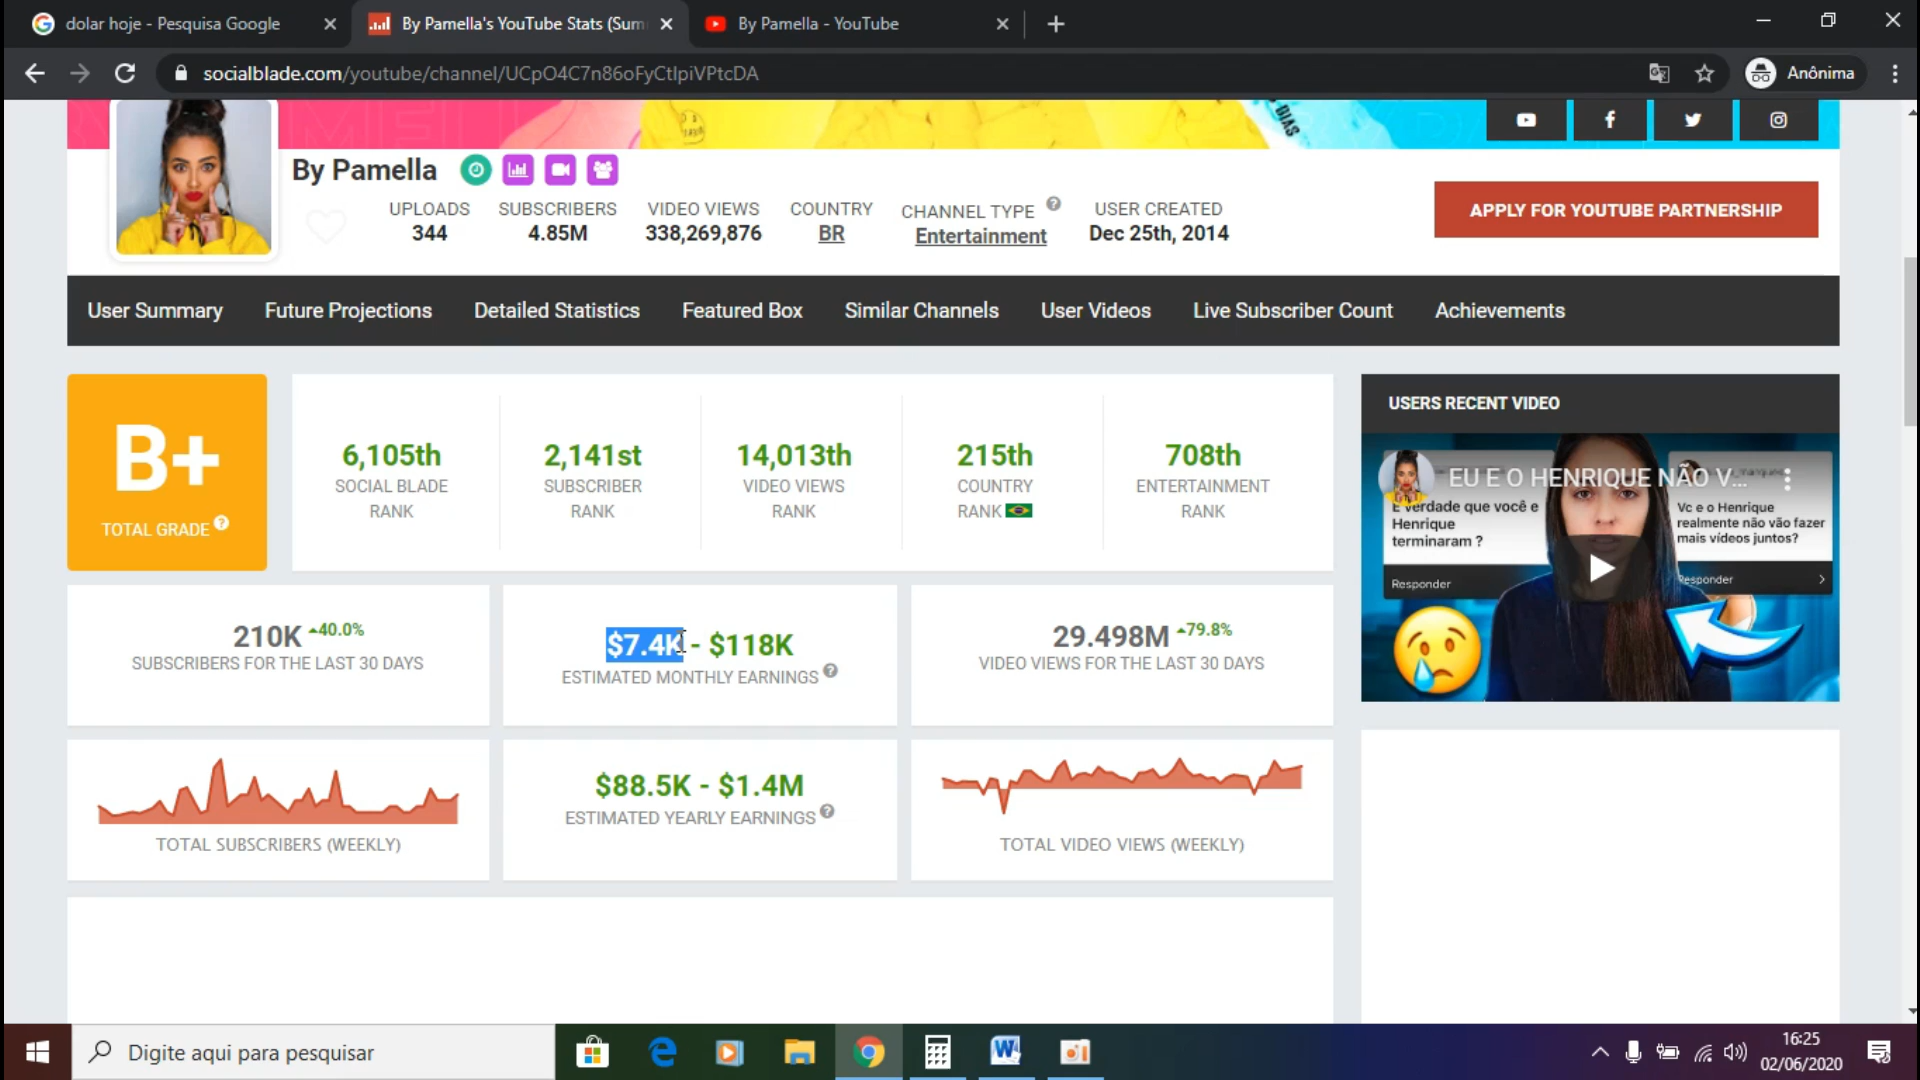 dolar hoje - Pesquisa Google
By Pamella's YouTube Stats (Sum
By Pamella - YouTube
socialblade.com/youtube/channel/UCpO4C7n86oFyCtIpiVPtcDA
Anônima
DIAS
By Pamella
UPLOADS
344
SUBSCRIBERS
4.85M
VIDEO VIEWS
338,269,876
COUNTRY
BR
CHANNEL TYPE
Entertainment
USER CREATED
Dec 25th, 2014
APPLY FOR YOUTUBE PARTNERSHIP
User Summary
Future Projections
Detailed Statistics
Featured Box
Similar Channels
User Videos
Live Subscriber Count
Achievements
B+
TOTAL GRADE
6,105th
SOCIAL BLADE
RANK
2,141st
SUBSCRIBER
RANK
14,013th
VIDEO VIEWS
RANK
215th
COUNTRY
RANK
708th
ENTERTAINMENT
RANK
USERS RECENT VIDEO
EU E O HENRIQUE NÃO V...
É verdade que você e
Henrique
terminaram ?
Responder
Vc e o Henrique
realmente não vão fazer
mais vídeos juntos?
Responder
210K 40.0%
SUBSCRIBERS FOR THE LAST 30 DAYS
$7.4K - $118K
ESTIMATED MONTHLY EARNINGS
29.498M 79.8%
VIDEO VIEWS FOR THE LAST 30 DAYS
TOTAL SUBSCRIBERS (WEEKLY)
$88.5K - $1.4M
ESTIMATED YEARLY EARNINGS
TOTAL VIDEO VIEWS (WEEKLY)
Digite aqui para pesquisar
16:25
02/06/2020